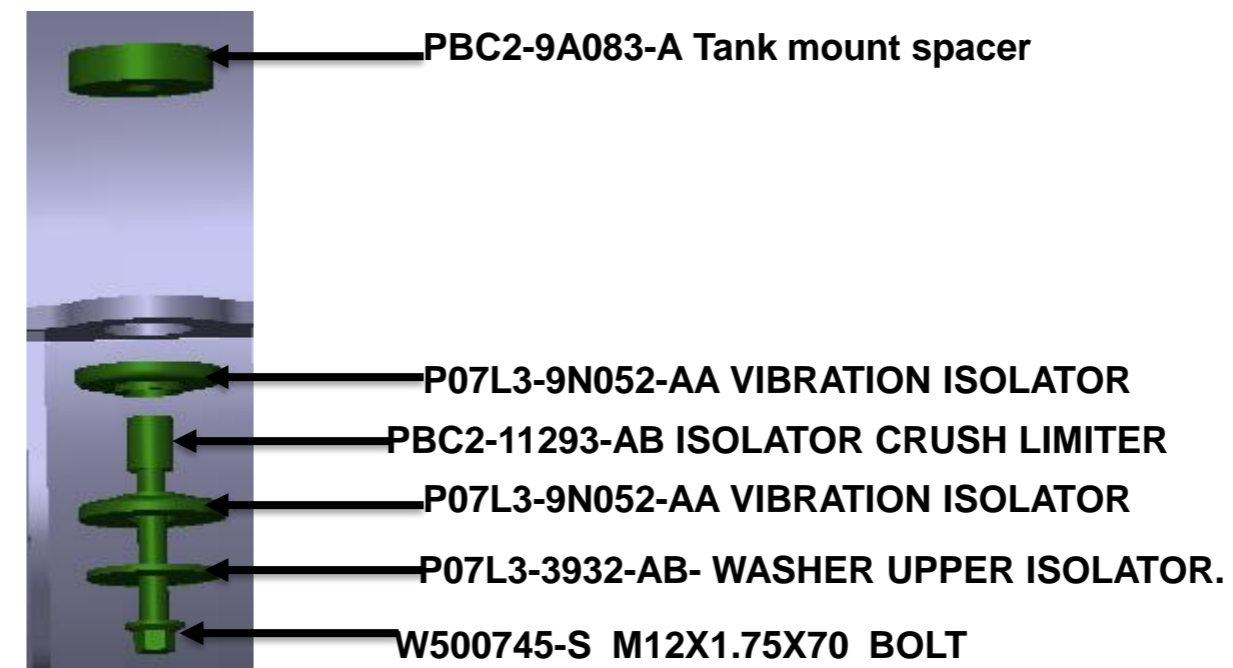 PBC2-9A083-A Tank mount spacer
P07L3-9N052-AA VIBRATION ISOLATOR
PBC2-11293-AB ISOLATOR CRUSH LIMITER
P07L3-9N052-AA VIBRATION ISOLATOR
P07L3-3932-AB- WASHER UPPER ISOLATOR.
W500745-S M12X1.75X70 BOLT